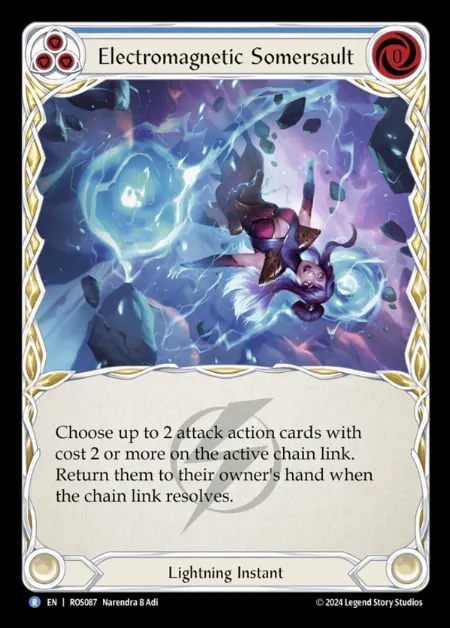 Electromagnetic Somersault
0
Choose up to 2 attack action cards with
cost 2 or more on the active chain link.
Return them to their owner's hand when
the chain link resolves.
Lightning Instant
R EN | ROS087 Narendra B Adi
© 2024 Legend Story Studios